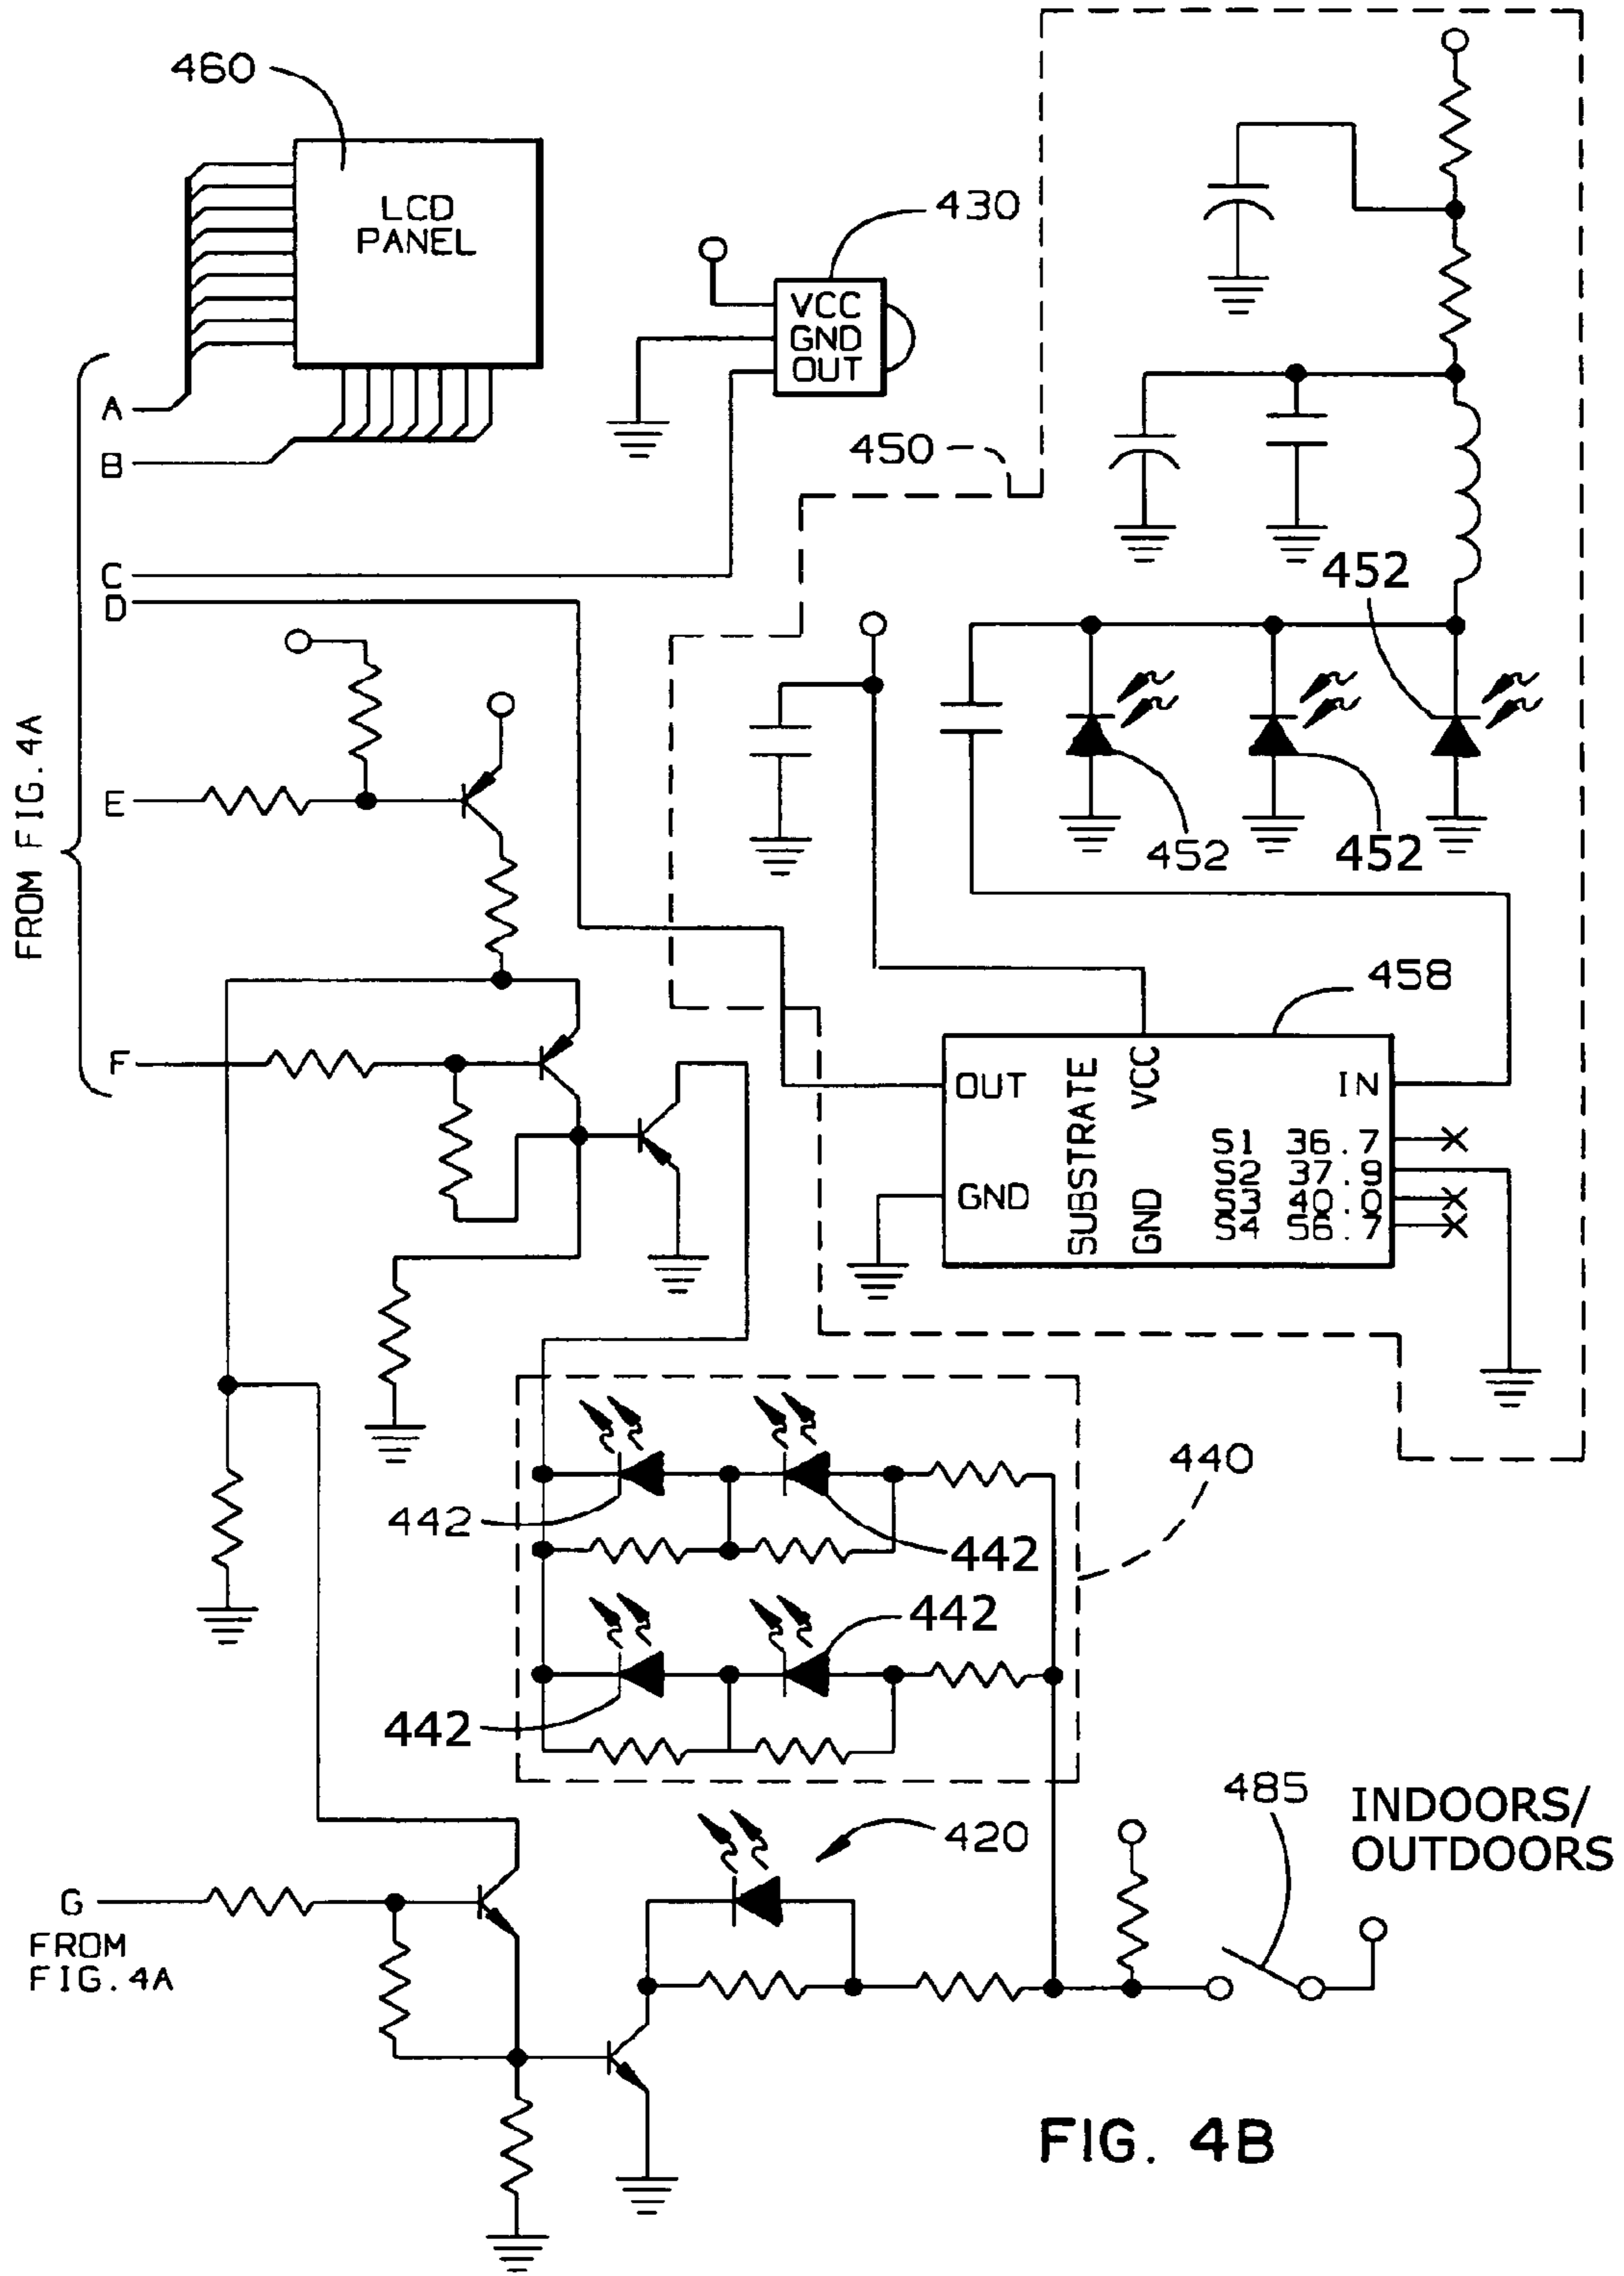 460
LCD
PANEL
430
VCC
GND
OUT
A
B
450
C
D
452
E
FROM FIG. 4A
452
452
458
F
OUT
SUBSTRATE
VCC
IN
S1 36.7
S2 37.9
S3 40.0
S4 56.7
GND
GND
440
442
442
442
442
485
INDOORS/
OUTDOORS
420
G
FROM
FIG. 4A
FIG. 4B